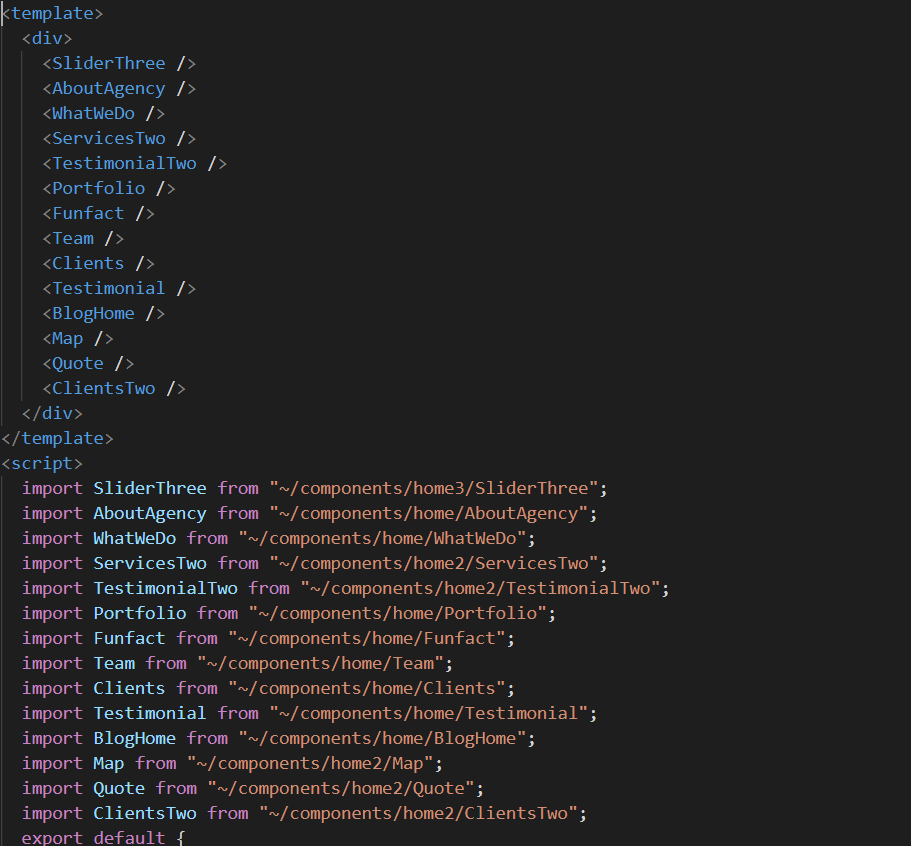 <template>
  <div>
    <SliderThree />
    <AboutAgency />
    <WhatWeDo />
    <ServicesTwo />
    <TestimonialTwo />
    <Portfolio />
    <Funfact />
    <Team />
    <Clients />
    <Testimonial />
    <BlogHome />
    <Map />
    <Quote />
    <ClientsTwo />
  </div>
</template>
<script>
  import SliderThree from "~/components/home3/SliderThree";
  import AboutAgency from "~/components/home/AboutAgency";
  import WhatWeDo from "~/components/home/WhatWeDo";
  import ServicesTwo from "~/components/home2/ServicesTwo";
  import TestimonialTwo from "~/components/home2/TestimonialTwo";
  import Portfolio from "~/components/home/Portfolio";
  import Funfact from "~/components/home/Funfact";
  import Team from "~/components/home/Team";
  import Clients from "~/components/home/Clients";
  import Testimonial from "~/components/home/Testimonial";
  import BlogHome from "~/components/home/BlogHome";
  import Map from "~/components/home2/Map";
  import Quote from "~/components/home2/Quote";
  import ClientsTwo from "~/components/home2/ClientsTwo";
  export default {